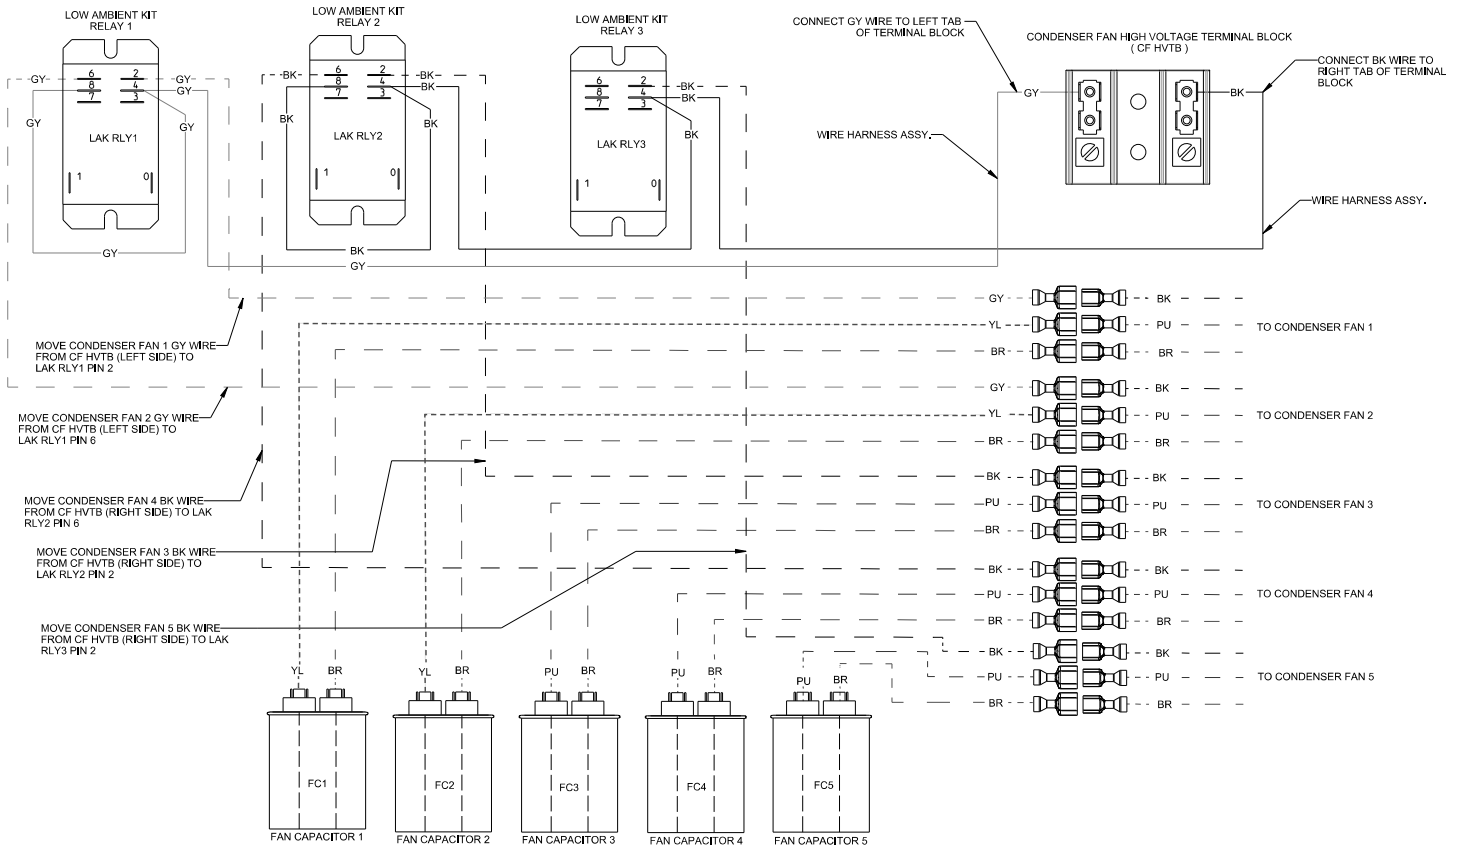 LOW AMBIENT KIT
RELAY 1
LOW AMBIENT KIT
RELAY 2
LOW AMBIENT KIT
RELAY 3
CONNECT GY WIRE TO LEFT TAB
OF TERMINAL BLOCK
CONDENSER FAN HIGH VOLTAGE TERMINAL BLOCK
( CF HVTB )
CONNECT BK WIRE TO
RIGHT TAB OF TERMINAL
BLOCK
GY
6
2
GY
8
4
GY
GY
7
3
GY
GY
LAK RLY1
1
0
GY
BK
6
2
BK
8
4
BK
7
3
BK
BK
LAK RLY2
1
0
BK
GY
6
2
BK
8
4
BK
7
3
BK
LAK RLY3
1
0
GY
BK
WIRE HARNESS ASSY.
WIRE HARNESS ASSY.
MOVE CONDENSER FAN 1 GY WIRE
FROM CF HVTB (LEFT SIDE) TO
LAK RLY1 PIN 2
MOVE CONDENSER FAN 2 GY WIRE
FROM CF HVTB (LEFT SIDE) TO
LAK RLY1 PIN 6
MOVE CONDENSER FAN 4 BK WIRE
FROM CF HVTB (RIGHT SIDE) TO LAK
RLY2 PIN 6
MOVE CONDENSER FAN 3 BK WIRE
FROM CF HVTB (RIGHT SIDE) TO
LAK RLY2 PIN 2
MOVE CONDENSER FAN 5 BK WIRE
FROM CF HVTB (RIGHT SIDE) TO LAK
RLY3 PIN 2
GY BK
YL PU TO CONDENSER FAN 1
BR BR
GY BK
YL PU TO CONDENSER FAN 2
BR BR
BK BK
PU PU TO CONDENSER FAN 3
BR BR
BK BK
PU PU TO CONDENSER FAN 4
BR BR
BK BK
PU PU TO CONDENSER FAN 5
BR BR
YL BR
YL BR
PU BR
PU BR
PU BR
FC1
FC2
FC3
FC4
FC5
FAN CAPACITOR 1
FAN CAPACITOR 2
FAN CAPACITOR 3
FAN CAPACITOR 4
FAN CAPACITOR 5